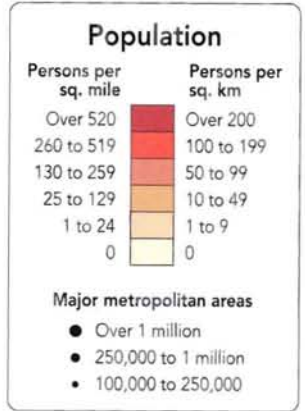 Population
Persons per sq. mile
Persons per sq. km
Over 520 Over 200
260 to 519 100 to 199
130 to 259 50 to 99
25 to 129 10 to 49
1 to 24 1 to 9
0 0
Major metropolitan areas
Over 1 million
250,000 to 1 million
100,000 to 250,000